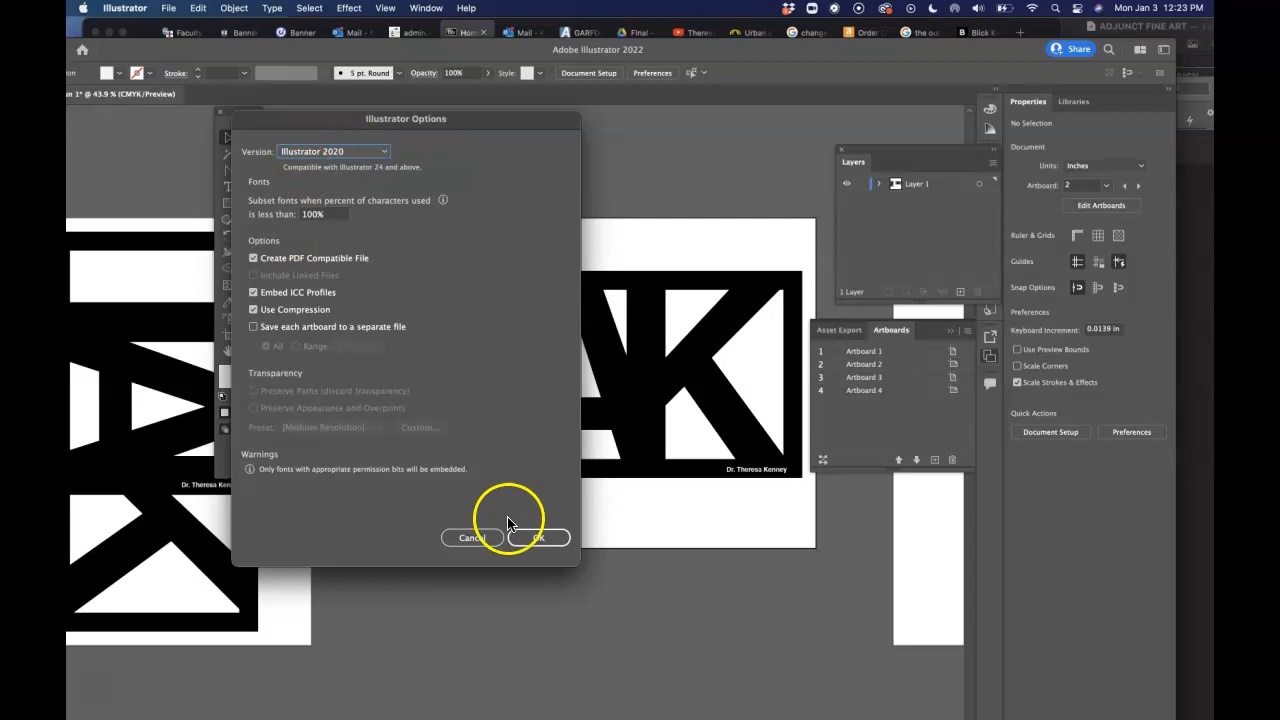 Illustrator File Edit Object Type Select Effect View Window Help Mon Jan 3 12:23 PM
Faculty Banner Banner Mail - admin. Home Mail - GARFO Final - Theres Urban change Order the out Blick K ADJUNCT FINE ART
Adobe Illustrator 2022
Share
Stroke: 5 pt. Round Opacity: 100% Style: Document Setup Preferences
un 1* @ 43.9 % (CMYK/Preview)
Illustrator Options
Version: Illustrator 2020
Compatible with Illustrator 24 and above.
Fonts
Subset fonts when percent of characters used
is less than: 100%
Options
Create PDF Compatible File
Include Linked Files
Embed ICC Profiles
Use Compression
Save each artboard to a separate file
All Range
Transparency
Preserve Paths (discard transparency)
Preserve Appearance and Overprints
Preset: [Medium Resolution] Custom...
Warnings
Only fonts with appropriate permission bits will be embedded.
Cancel OK
AK
Dr. Theresa Kenney
A
Dr. Theresa Kenn
K
Layers
Layer 1
1 Layer
Asset Export Artboards
1 Artboard 1
2 Artboard 2
3 Artboard 3
4 Artboard 4
Properties Libraries
No Selection
Document
Units: Inches
Artboard: 2
Edit Artboards
Ruler & Grids
Guides
Snap Options
Preferences
Keyboard Increment: 0.0139 in
Use Preview Bounds
Scale Corners
Scale Strokes & Effects
Quick Actions
Document Setup Preferences